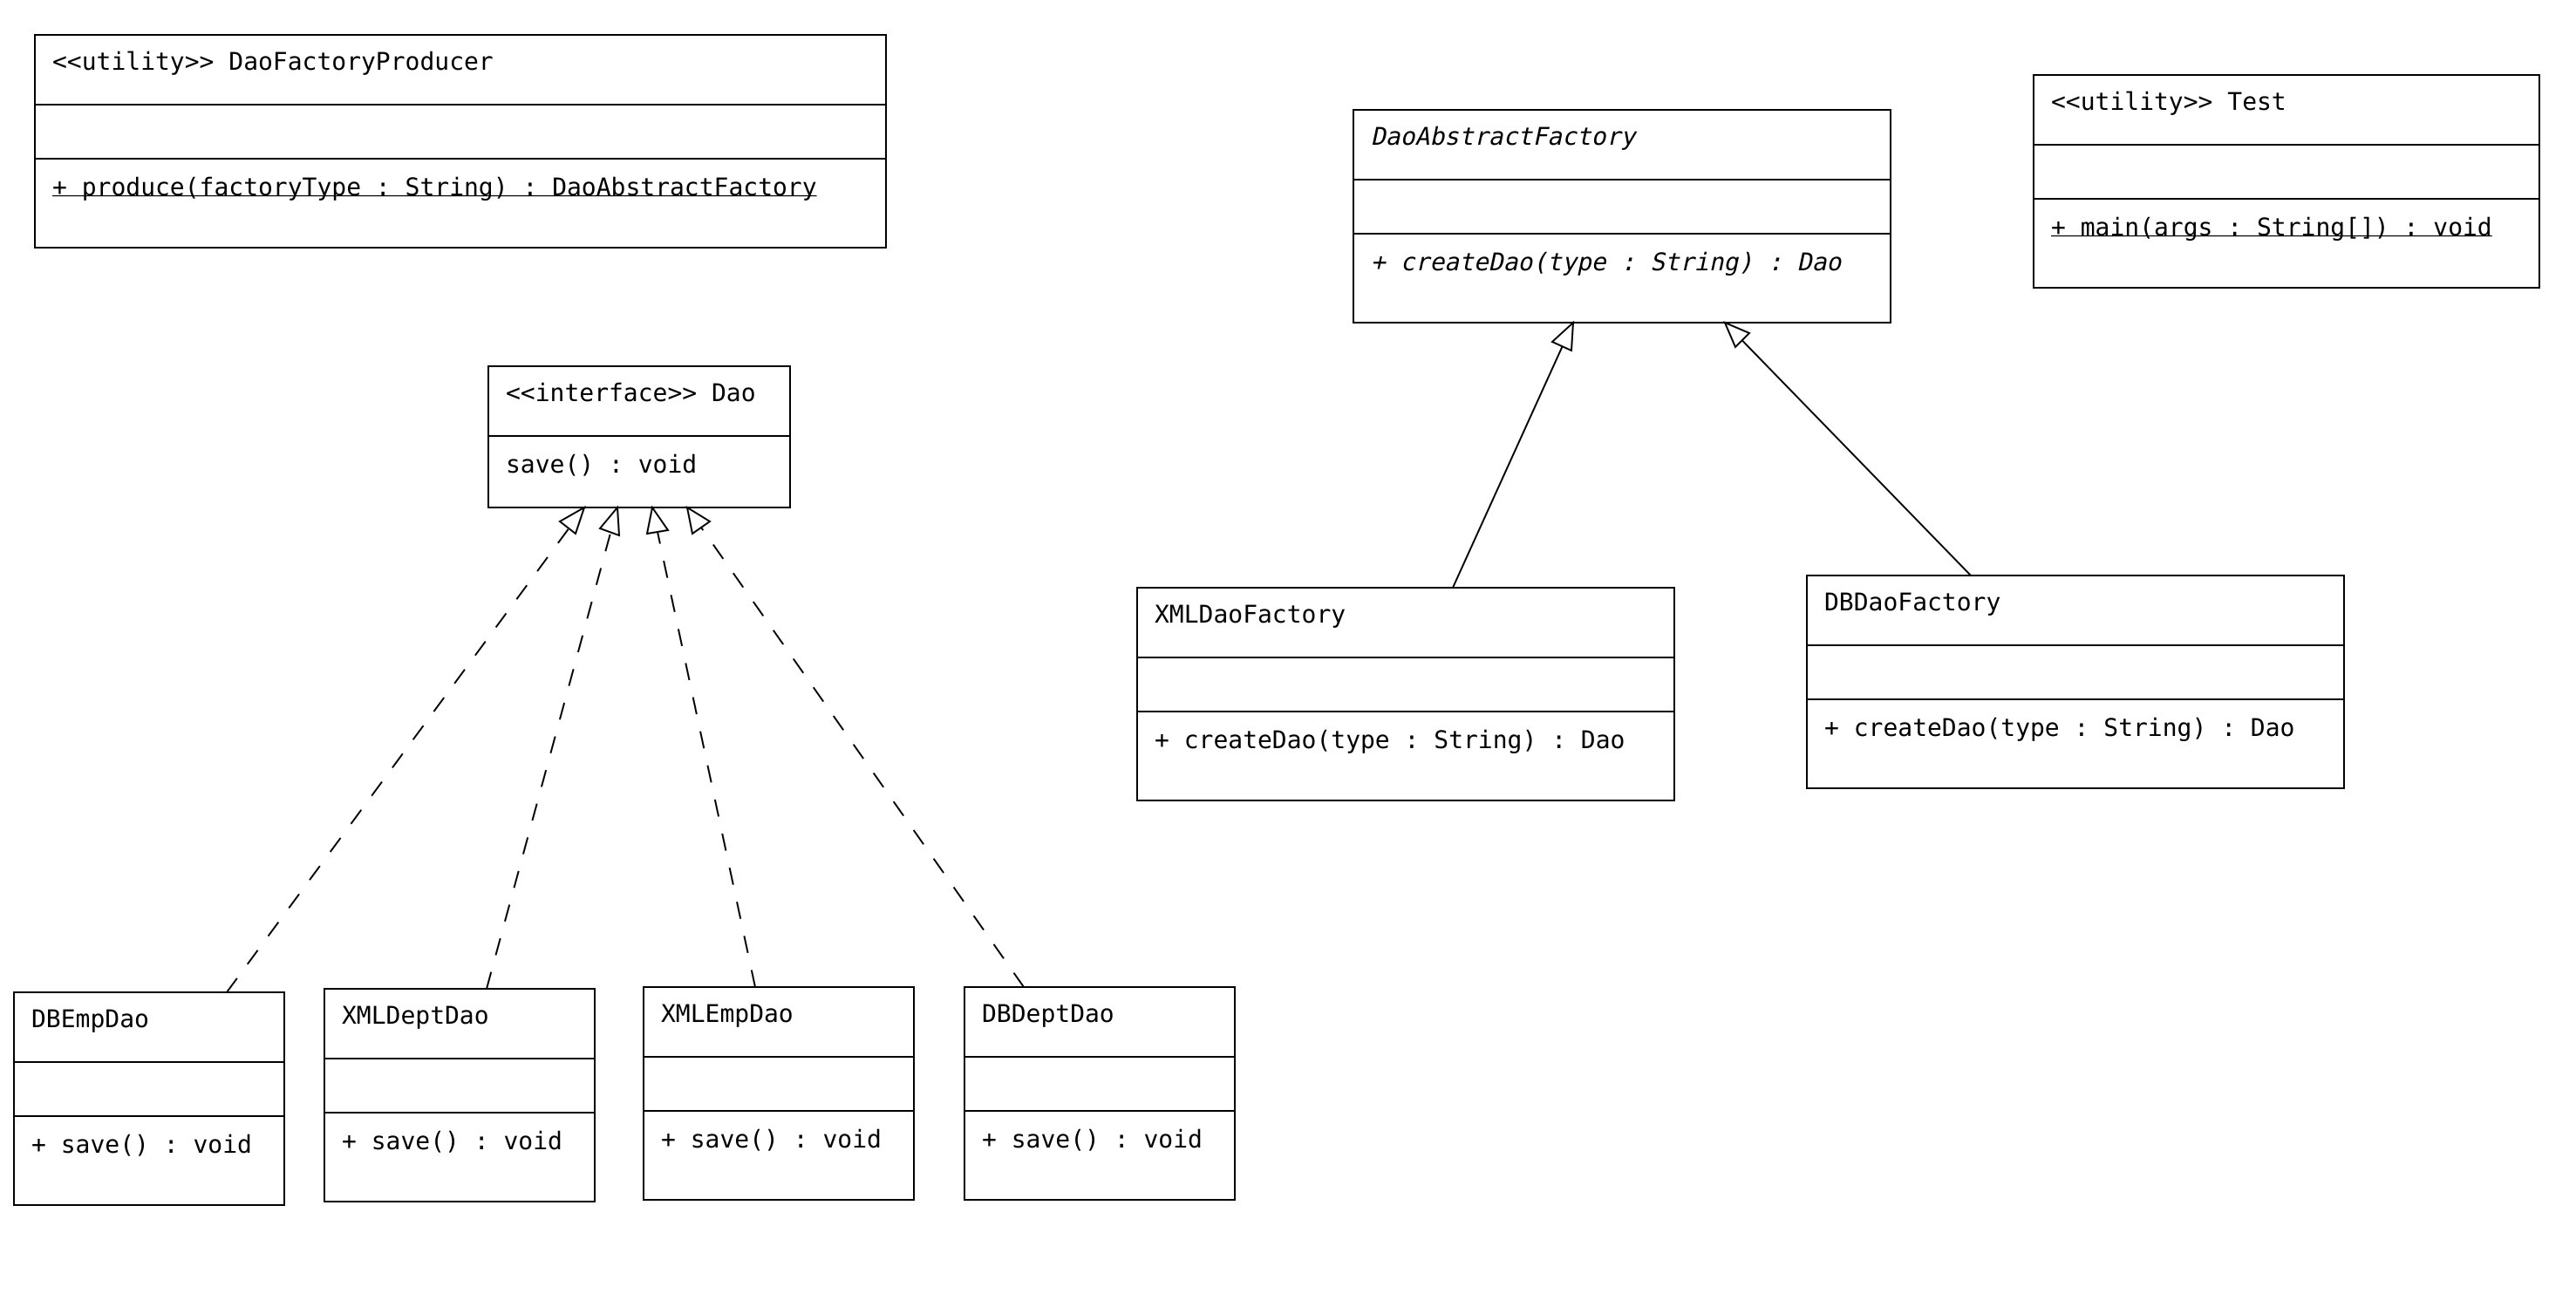 <<utility>> DaoFactoryProducer
+ produce(factoryType : String) : DaoAbstractFactory
DaoAbstractFactory
+ createDao(type : String) : Dao
<<utility>> Test
+ main(args : String[]) : void
<<interface>> Dao
save() : void
XMLDaoFactory
+ createDao(type : String) : Dao
DBDaoFactory
+ createDao(type : String) : Dao
DBEmpDao
+ save() : void
XMLDeptDao
+ save() : void
XMLEmpDao
+ save() : void
DBDeptDao
+ save() : void